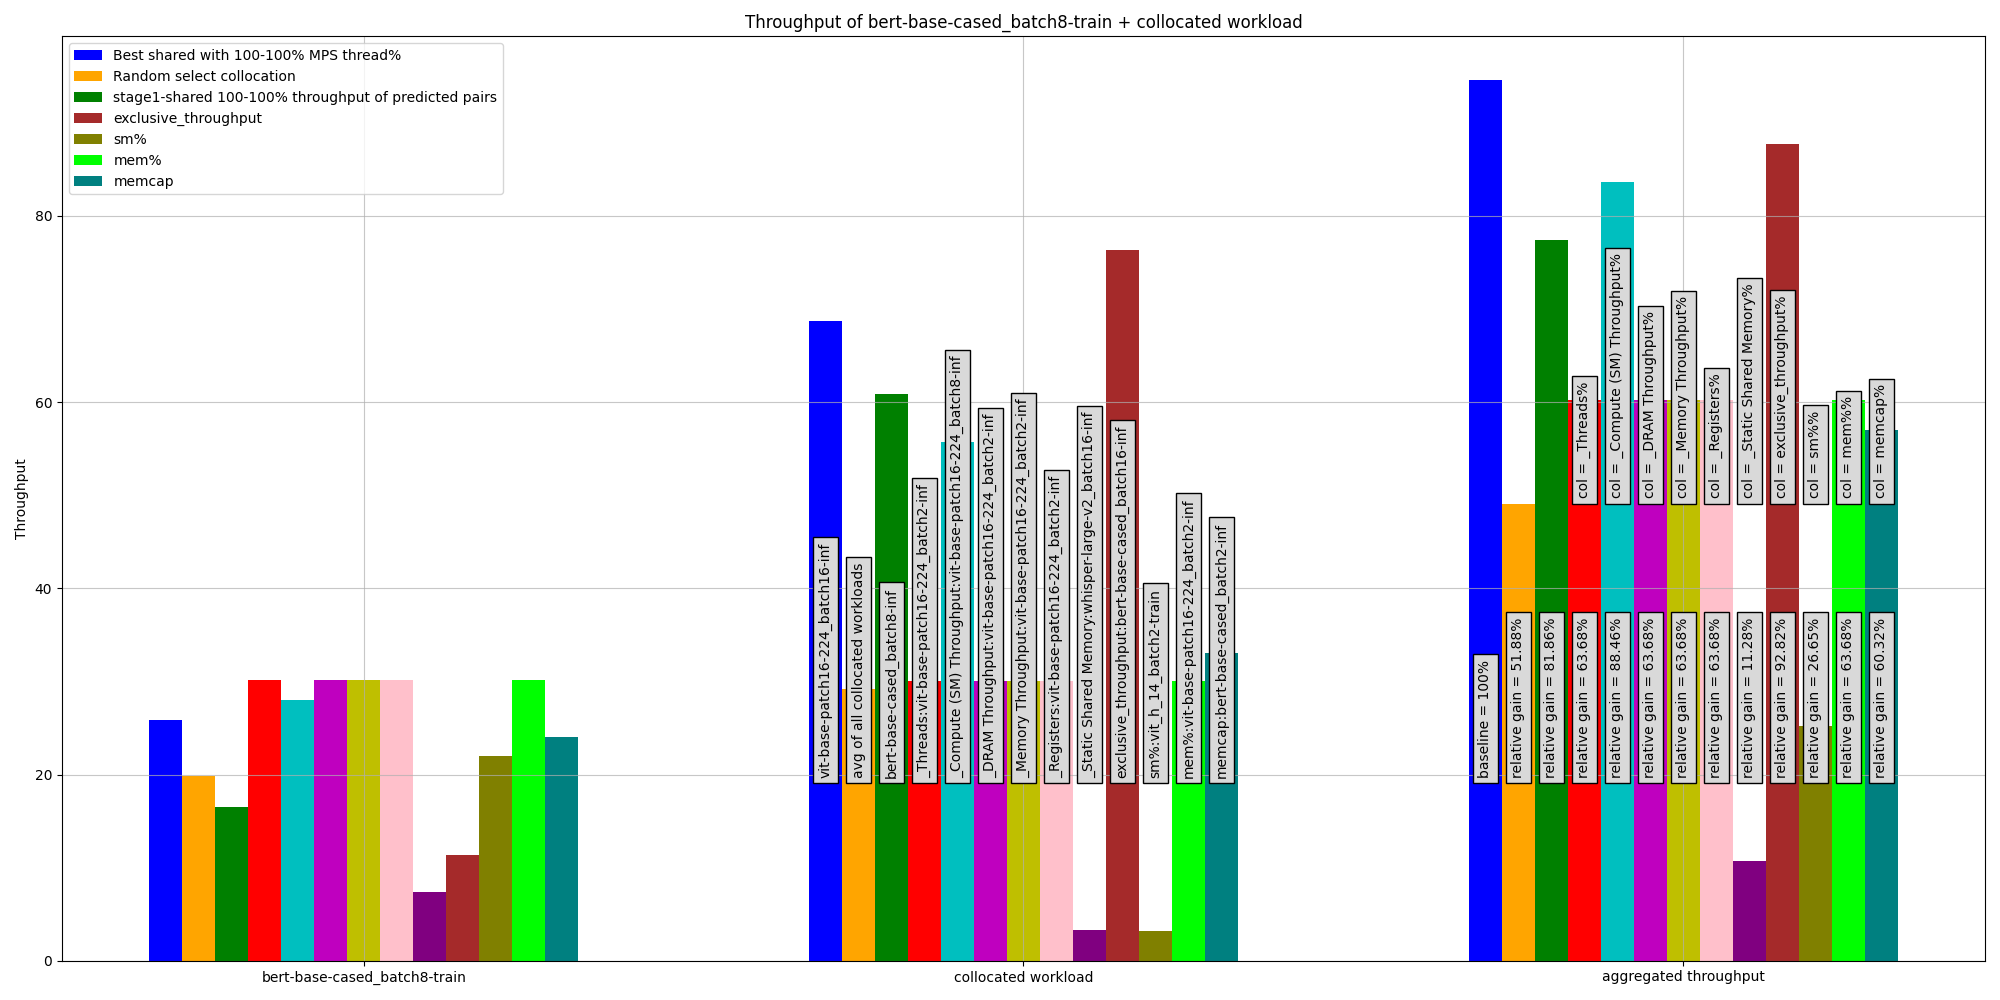 Throughput of bert-base-cased_batch8-train + collocated workload
Best shared with 100-100% MPS thread%
Random select collocation
stage1-shared 100-100% throughput of predicted pairs
exclusive_throughput
sm%
mem%
memcap
Throughput
80
60
40
20
0
vit-base-patch16-224_batch16-inf
avg of all collocated workloads
bert-base-cased_batch8-inf
_Threads:vit-base-patch16-224_batch2-inf
_Compute (SM) Throughput:vit-base-patch16-224_batch8-inf
_DRAM Throughput:vit-base-patch16-224_batch2-inf
_Memory Throughput:vit-base-patch16-224_batch2-inf
_Registers:vit-base-patch16-224_batch2-inf
_Static Shared Memory:whisper-large-v2_batch16-inf
exclusive_throughput:bert-base-cased_batch16-inf
sm%:vit_h_14_batch2-train
mem%:vit-base-patch16-224_batch2-inf
memcap:bert-base-cased_batch2-inf
col = _Threads%
col = _Compute (SM) Throughput%
col = _DRAM Throughput%
col = _Memory Throughput%
col = _Registers%
col = _Static Shared Memory%
col = exclusive_throughput%
col = sm%%
col = mem%%
col = memcap%
baseline = 100%
relative gain = 51.88%
relative gain = 81.86%
relative gain = 63.68%
relative gain = 88.46%
relative gain = 63.68%
relative gain = 63.68%
relative gain = 63.68%
relative gain = 11.28%
relative gain = 92.82%
relative gain = 26.65%
relative gain = 63.68%
relative gain = 60.32%
bert-base-cased_batch8-train
collocated workload
aggregated throughput